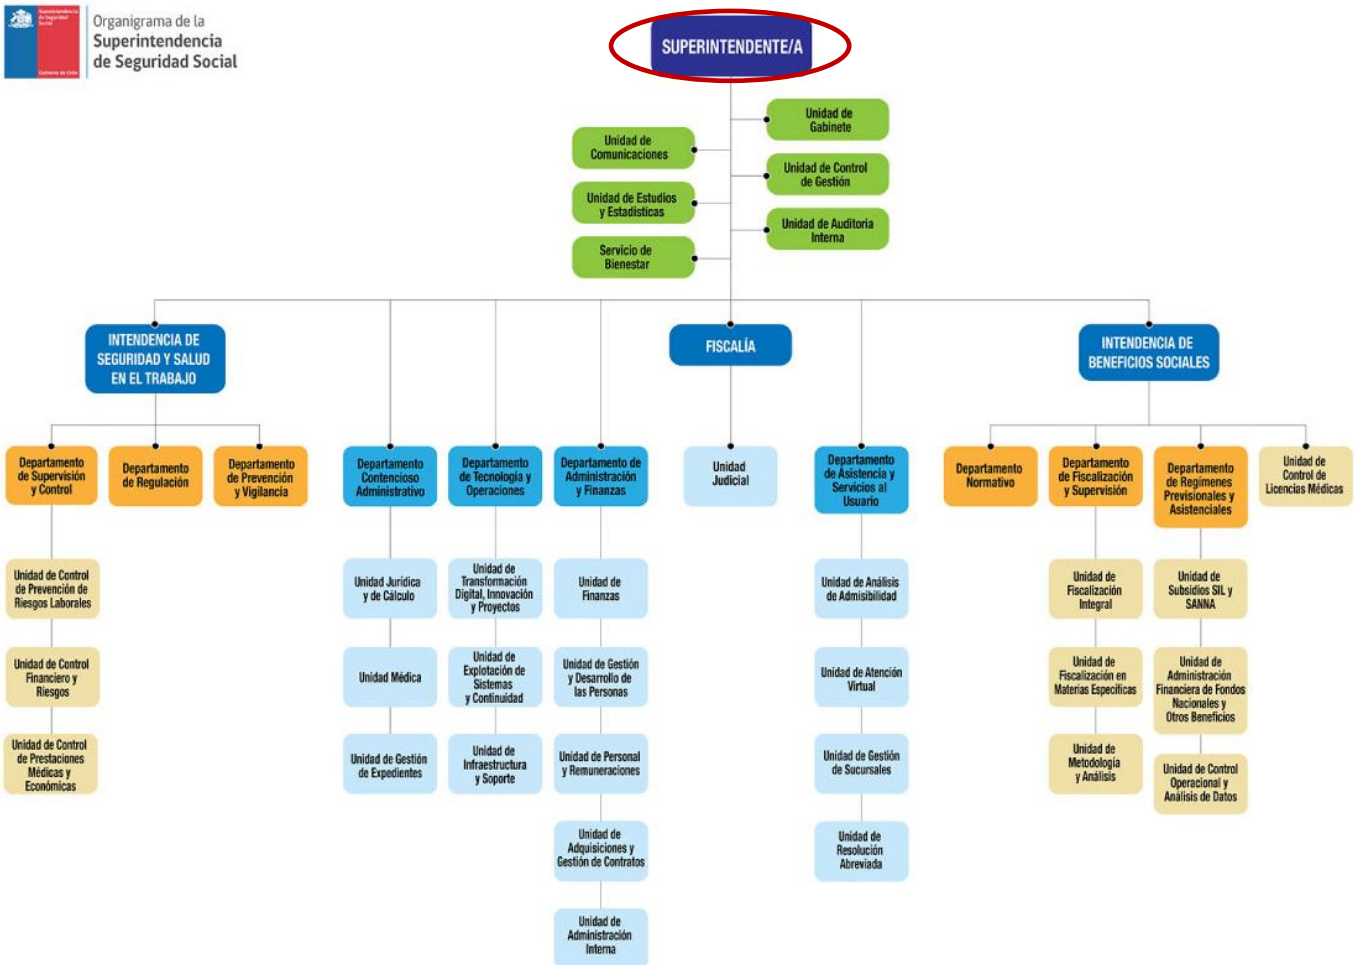 Superintendencia
de Seguridad
Social
Gobierno de Chile
Organigrama de la
Superintendencia
de Seguridad Social
SUPERINTENDENTE/A
Unidad de
Gabinete
Unidad de
Comunicaciones
Unidad de Control
de Gestión
Unidad de Estudios
y Estadísticas
Unidad de Auditoría
Interna
Servicio de
Bienestar
INTENDENCIA DE
SEGURIDAD Y SALUD
EN EL TRABAJO
FISCALÍA
INTENDENCIA DE
BENEFICIOS SOCIALES
Departamento
de Supervisión
y Control
Departamento
de Regulación
Departamento
de Prevención
y Vigilancia
Departamento
Contencioso
Administrativo
Departamento
de Tecnología y
Operaciones
Departamento de
Administración
y Finanzas
Unidad
Judicial
Departamento
de Asistencia y
Servicios al
Usuario
Departamento
Normativo
Departamento
de Fiscalización
y Supervisión
Departamento
de Regímenes
Previsionales y
Asistenciales
Unidad de
Control de
Licencias Médicas
Unidad de Control
de Prevención de
Riesgos Laborales
Unidad Jurídica
y de Cálculo
Unidad de
Transformación
Digital, Innovación
y Proyectos
Unidad de
Finanzas
Unidad de Análisis
de Admisibilidad
Unidad de
Fiscalización
Integral
Unidad de
Subsidios SIL y
SANNA
Unidad de Control
Financiero y
Riesgos
Unidad Médica
Unidad de
Explotación de
Sistemas
y Continuidad
Unidad de Gestión
y Desarrollo de
las Personas
Unidad de Atención
Virtual
Unidad de
Fiscalización en
Materias Específicas
Unidad de
Administración
Financiera de Fondos
Nacionales y
Otros Beneficios
Unidad de Control
de Prestaciones
Médicas y
Económicas
Unidad de Gestión
de Expedientes
Unidad de
Infraestructura
y Soporte
Unidad de Personal
y Remuneraciones
Unidad de Gestión
de Sucursales
Unidad de
Metodología
y Análisis
Unidad de Control
Operacional y
Análisis de Datos
Unidad de
Adquisiciones y
Gestión de Contratos
Unidad de
Resolución
Abreviada
Unidad de
Administración
Interna